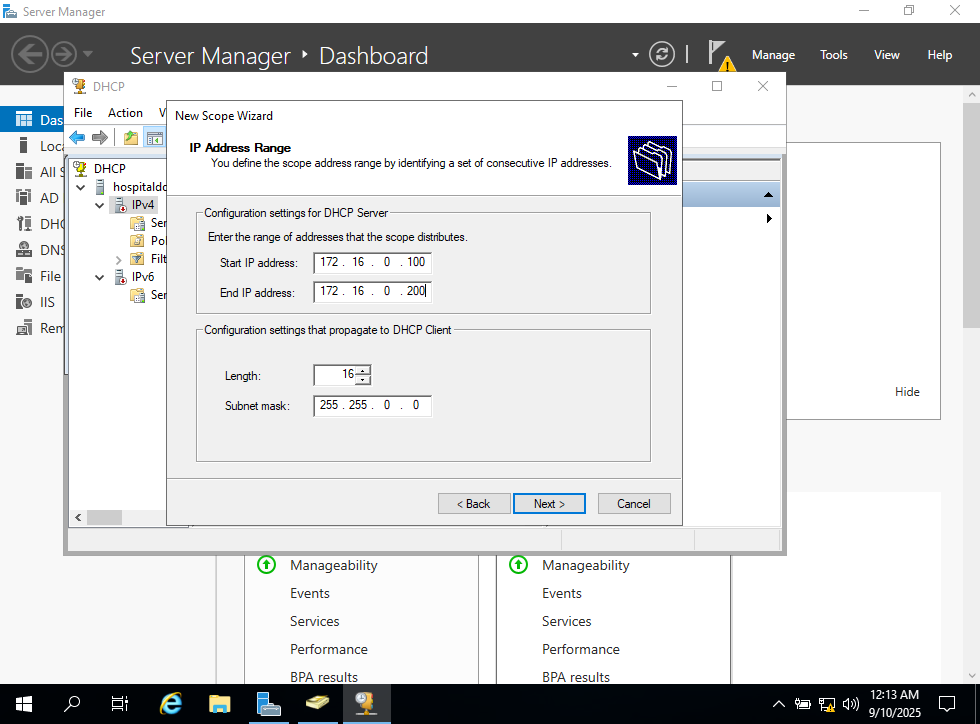 Server Manager
Server Manager ‣ Dashboard
Manage Tools View Help
DHCP
File Action V
New Scope Wizard
IP Address Range
You define the scope address range by identifying a set of consecutive IP addresses.
Das
Loca
All S
AD
DHC
DNS
File
IIS
Rem
DHCP
hospitaldo
IPv4
Ser
Pol
Filt
IPv6
Ser
Configuration settings for DHCP Server
Enter the range of addresses that the scope distributes.
Start IP address: 172 . 16 . 0 . 100
End IP address: 172 . 16 . 0 . 200
Configuration settings that propagate to DHCP Client
Length: 16
Subnet mask: 255 . 255 . 0 . 0
< Back Next > Cancel
Hide
Manageability
Events
Services
Performance
BPA results
Manageability
Events
Services
Performance
BPA results
12:13 AM
9/10/2025